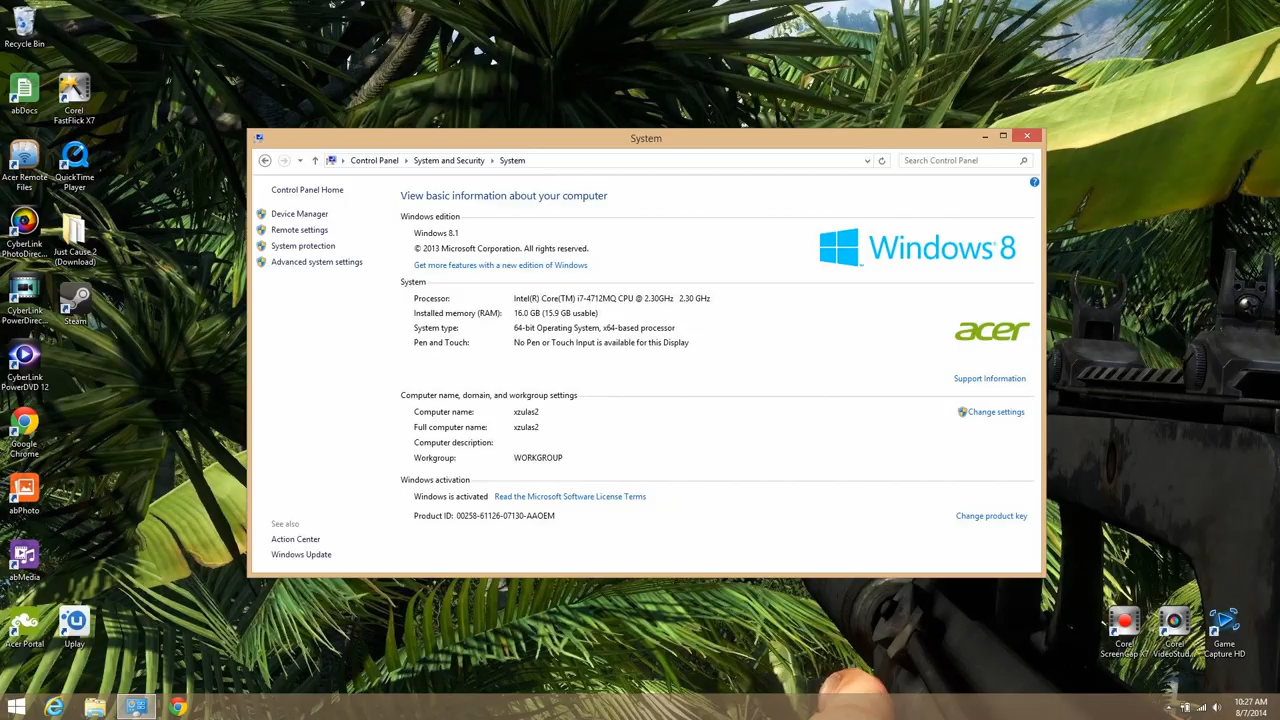 Recycle Bin
abDocs
Corel
FastFlick X7
Acer Remote
Files
QuickTime
Player
CyberLink
PhotoDirec...
Just Cause 2
(Download)
CyberLink
PowerDirec...
Steam
CyberLink
PowerDVD 12
Google
Chrome
abPhoto
abMedia
Acer Portal
Uplay
System
Control Panel
System and Security
System
Search Control Panel
Control Panel Home
Device Manager
Remote settings
System protection
Advanced system settings
See also
Action Center
Windows Update
View basic information about your computer
Windows edition
Windows 8.1
© 2013 Microsoft Corporation. All rights reserved.
Get more features with a new edition of Windows
Windows 8
System
Processor: Intel(R) Core(TM) i7-4712MQ CPU @ 2.30GHz 2.30 GHz
Installed memory (RAM): 16.0 GB (15.9 GB usable)
System type: 64-bit Operating System, x64-based processor
Pen and Touch: No Pen or Touch Input is available for this Display
acer
Support Information
Computer name, domain, and workgroup settings
Computer name: xzulas2
Change settings
Full computer name: xzulas2
Computer description:
Workgroup: WORKGROUP
Windows activation
Windows is activated Read the Microsoft Software License Terms
Product ID: 00258-61126-07130-AAOEM
Change product key
Corel
ScreenCap X7
Corel
VideoStud...
Game
Capture HD
10:27 AM
8/7/2014